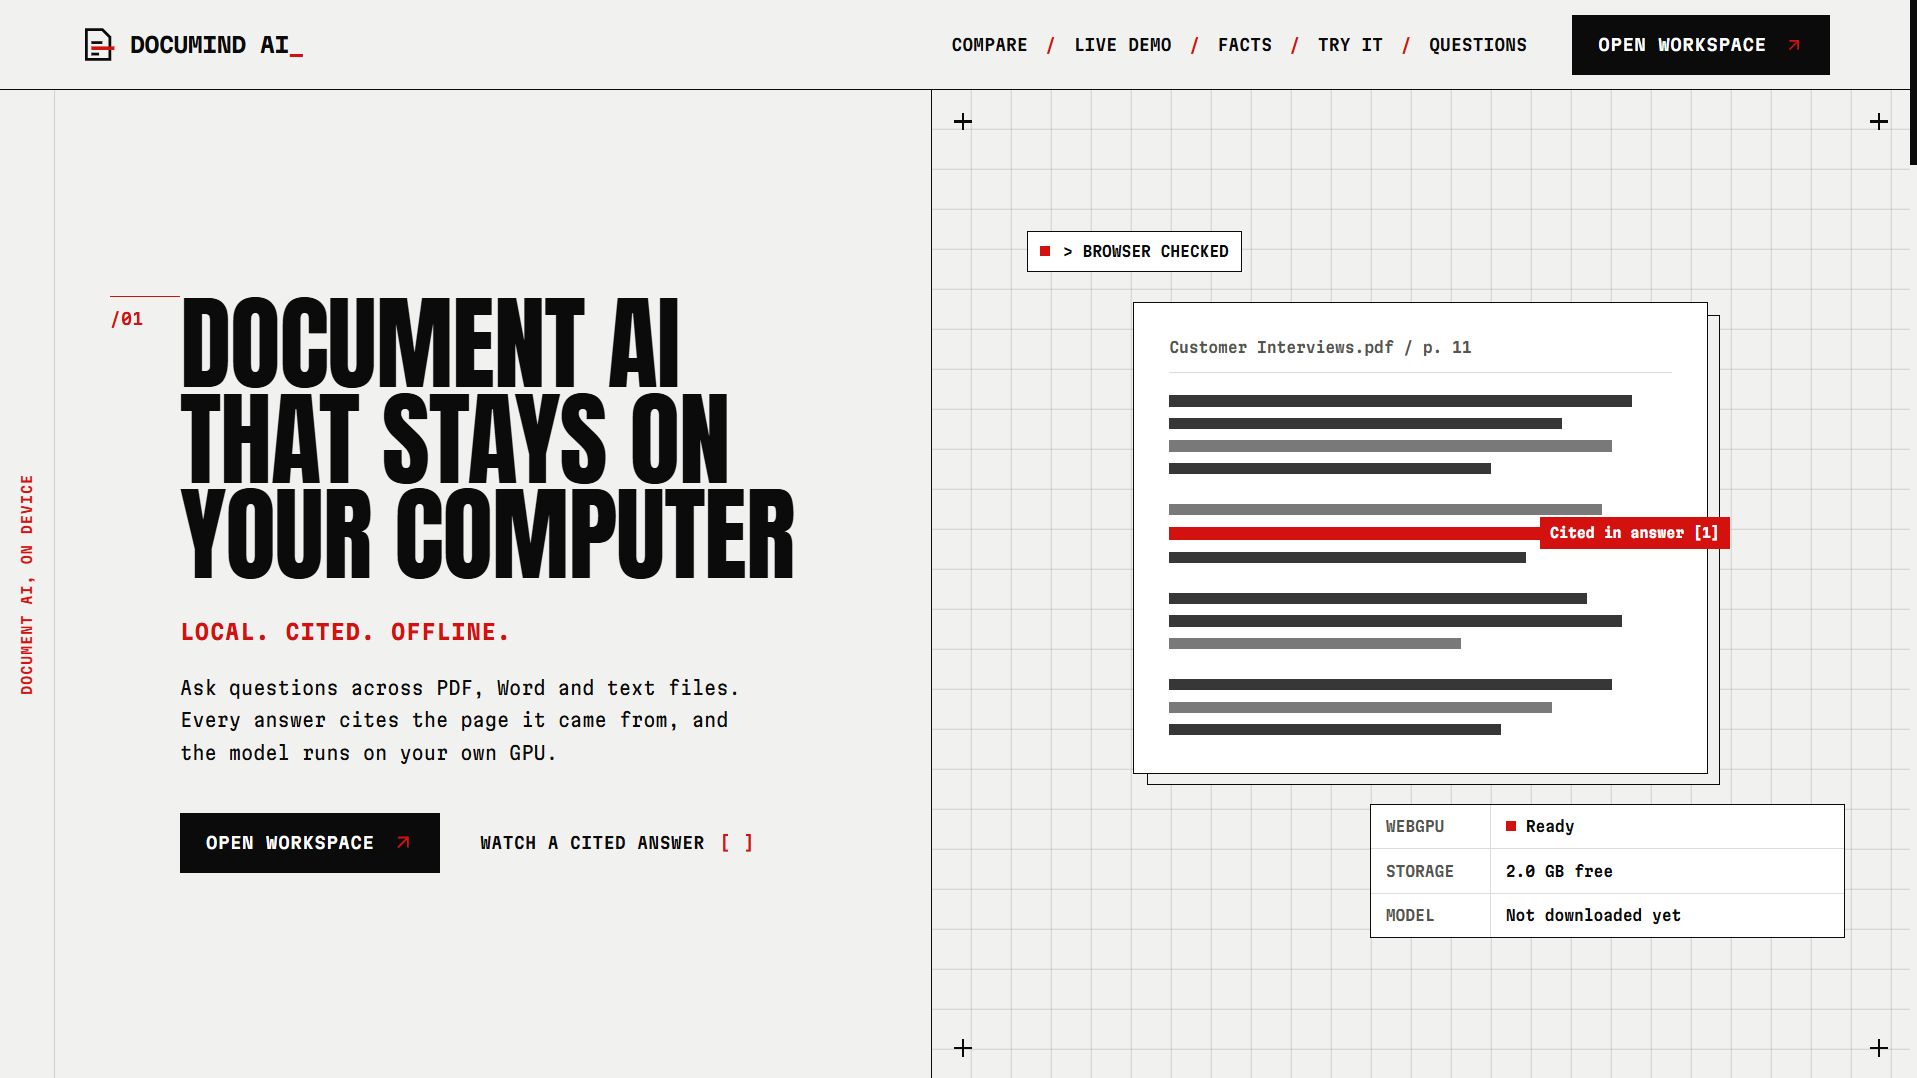 DOCUMIND AI_
COMPARE / LIVE DEMO / FACTS / TRY IT / QUESTIONS
OPEN WORKSPACE
DOCUMENT AI, ON DEVICE
/01
DOCUMENT AI
THAT STAYS ON
YOUR COMPUTER
LOCAL. CITED. OFFLINE.
Ask questions across PDF, Word and text files.
Every answer cites the page it came from, and
the model runs on your own GPU.
OPEN WORKSPACE
WATCH A CITED ANSWER [ ]
> BROWSER CHECKED
Customer Interviews.pdf / p. 11
Cited in answer [1]
WEBGPU Ready
STORAGE 2.0 GB free
MODEL Not downloaded yet